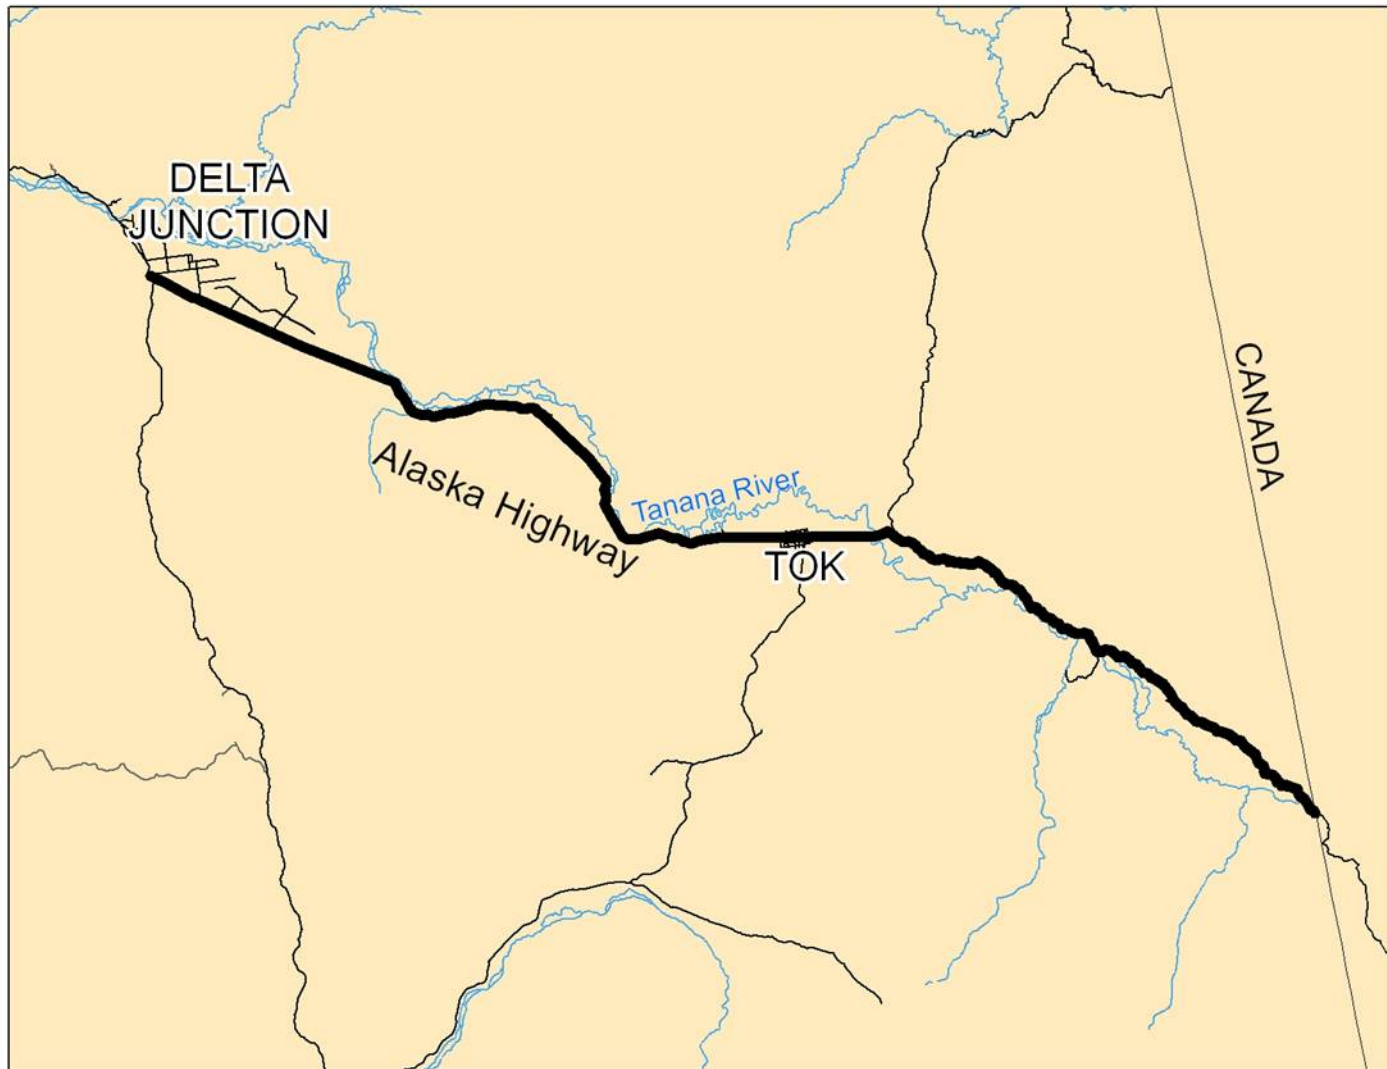 DELTA
JUNCTION
CANADA
Alaska Highway
Tanana River
TOK